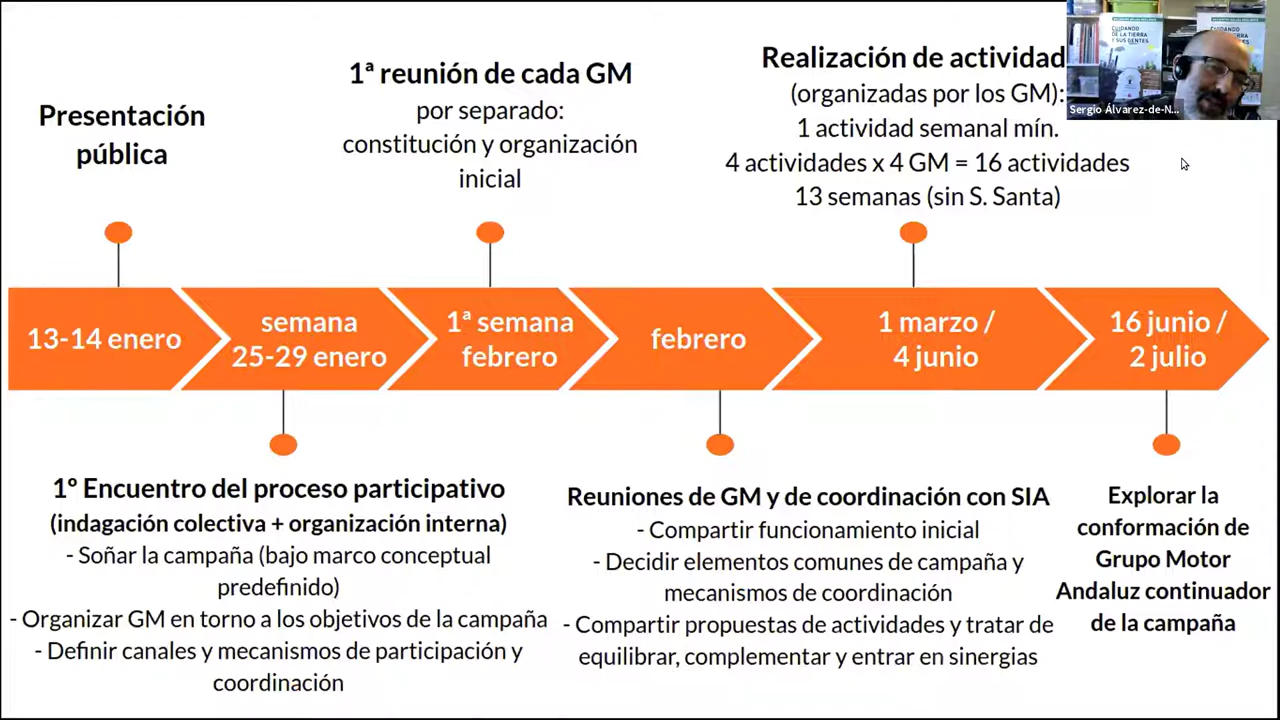 Presentación
pública
1ª reunión de cada GM
por separado:
constitución y organización
inicial
Realización de actividad
(organizadas por los GM):
1 actividad semanal mín.
4 actividades x 4 GM = 16 actividades
13 semanas (sin S. Santa)
CUIDANDO
DE LA TIERRA
Y SUS GENTES
Sergio Álvarez-de-N...
13-14 enero
semana
25-29 enero
1ª semana
febrero
febrero
1 marzo /
4 junio
16 junio /
2 julio
1º Encuentro del proceso participativo
(indagación colectiva + organización interna)
- Soñar la campaña (bajo marco conceptual
predefinido)
- Organizar GM en torno a los objetivos de la campaña
- Definir canales y mecanismos de participación y
coordinación
Reuniones de GM y de coordinación con SIA
- Compartir funcionamiento inicial
- Decidir elementos comunes de campaña y
mecanismos de coordinación
- Compartir propuestas de actividades y tratar de
equilibrar, complementar y entrar en sinergias
Explorar la
conformación de
Grupo Motor
Andaluz continuador
de la campaña